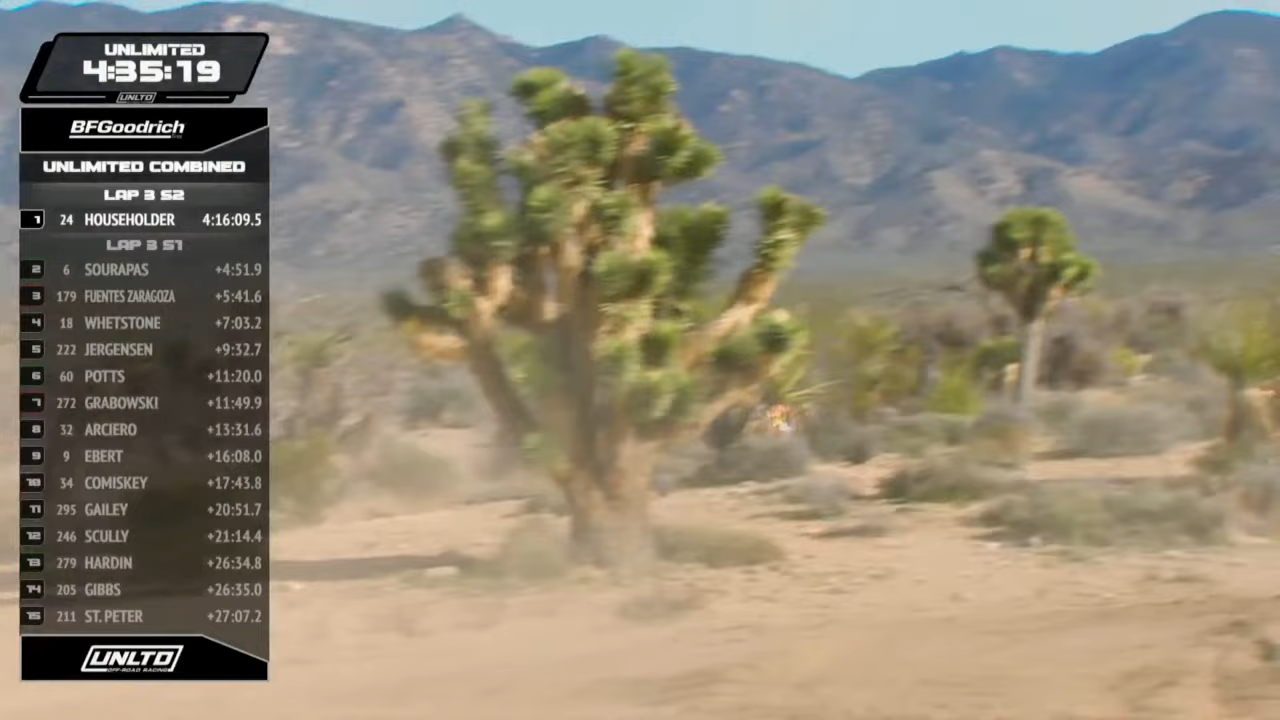 UNLIMITED
4:35:19
UNLTD
BFGoodrich
UNLIMITED COMBINED
LAP 3 S2
1 24 HOUSEHOLDER 4:16:09.5
LAP 3 S1
2 6 SOURAPAS +4:51.9
3 179 FUENTES ZARAGOZA +5:41.6
4 18 WHETSTONE +7:03.2
5 222 JERGENSEN +9:32.7
6 60 POTTS +11:20.0
7 272 GRABOWSKI +11:49.9
8 32 ARCIERO +13:31.6
9 9 EBERT +16:08.0
10 34 COMISKEY +17:43.8
11 295 GAILEY +20:51.7
12 246 SCULLY +21:14.4
13 279 HARDIN +26:34.8
14 205 GIBBS +26:35.0
15 211 ST. PETER +27:07.2
UNLTD
OFF-ROAD RACING